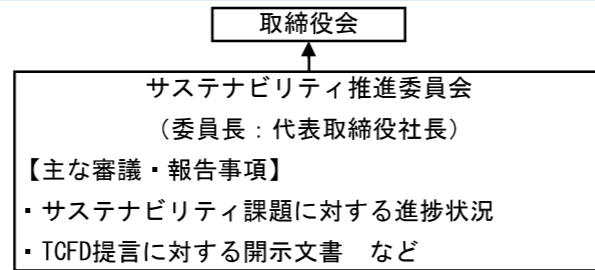 取締役会
サステナビリティ推進委員会
（委員長：代表取締役社長）
【主な審議・報告事項】
・サステナビリティ課題に対する進捗状況
・TCFD提言に対する開示文書　など